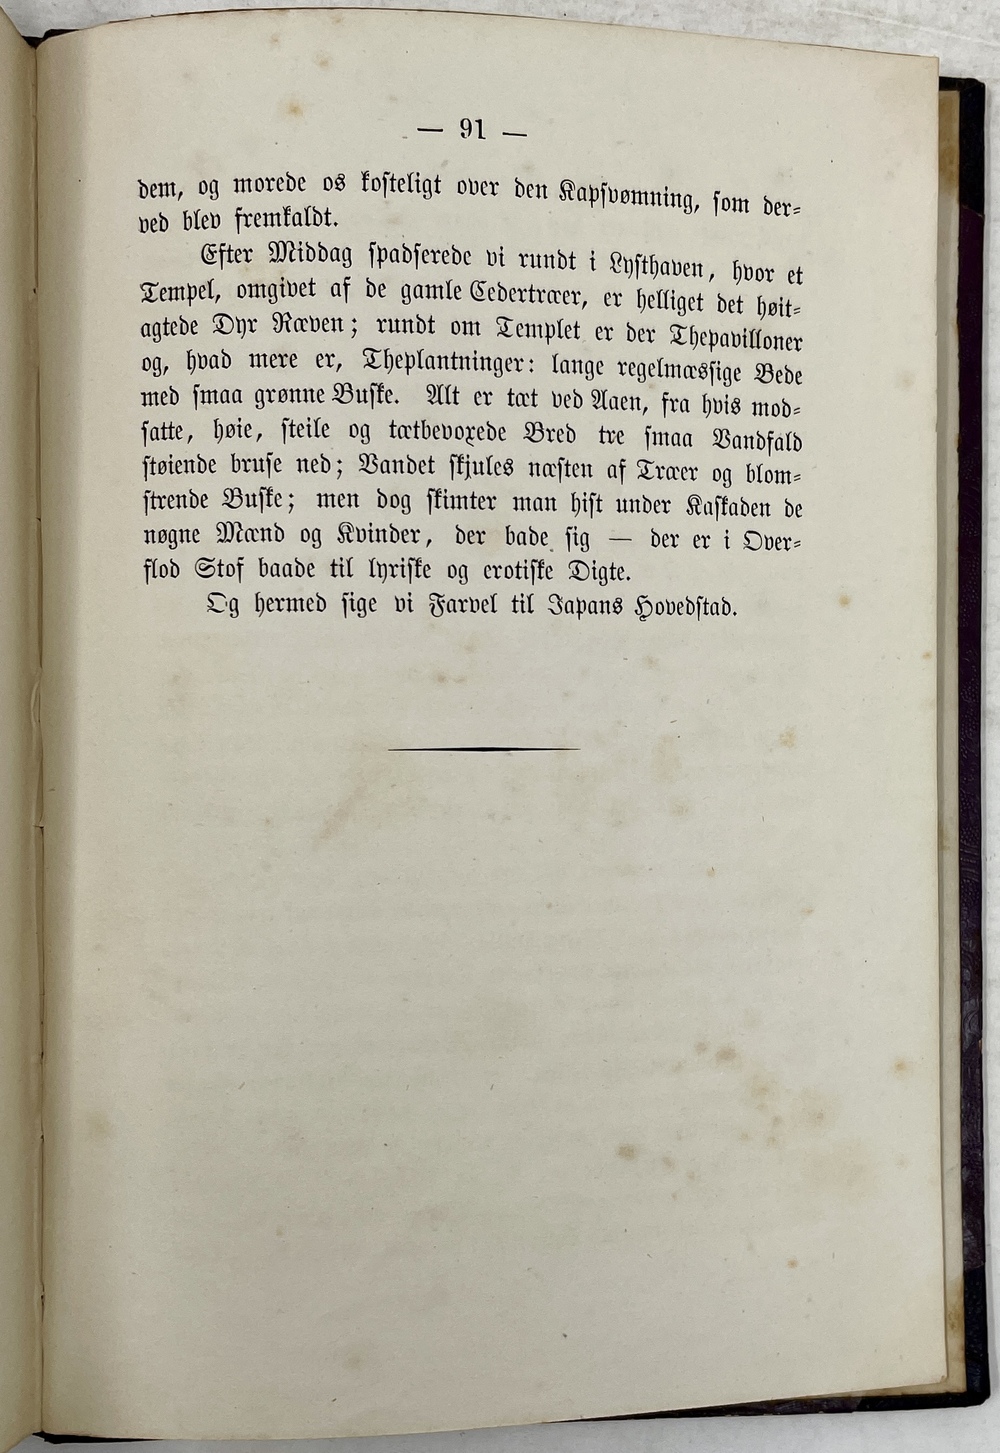 — 91 —
dem, og morede os kosteligt over den Kapsvømning, som der=
ved blev fremkaldt.
Efter Middag spadserede vi rundt i Lysthaven, hvor et
Tempel, omgivet af de gamle Cedertræer, er helliget det høit=
agtede Dyr Ræven; rundt om Templet er der Thepavilloner
og, hvad mere er, Theplantninger: lange regelmæssige Bede
med smaa grønne Buske. Alt er tæt ved Aaen, fra hvis mod=
satte, høie, steile og tætbevoxede Bred tre smaa Vandfald
støiende bruse ned; Vandet skjules næsten af Træer og blom=
strende Buske; men dog skimter man hist under Kaskaden de
nøgne Mænd og Kvinder, der bade sig — der er i Over=
flod Stof baade til lyriske og erotiske Digte.
Og hermed sige vi Farvel til Japans Hovedstad.